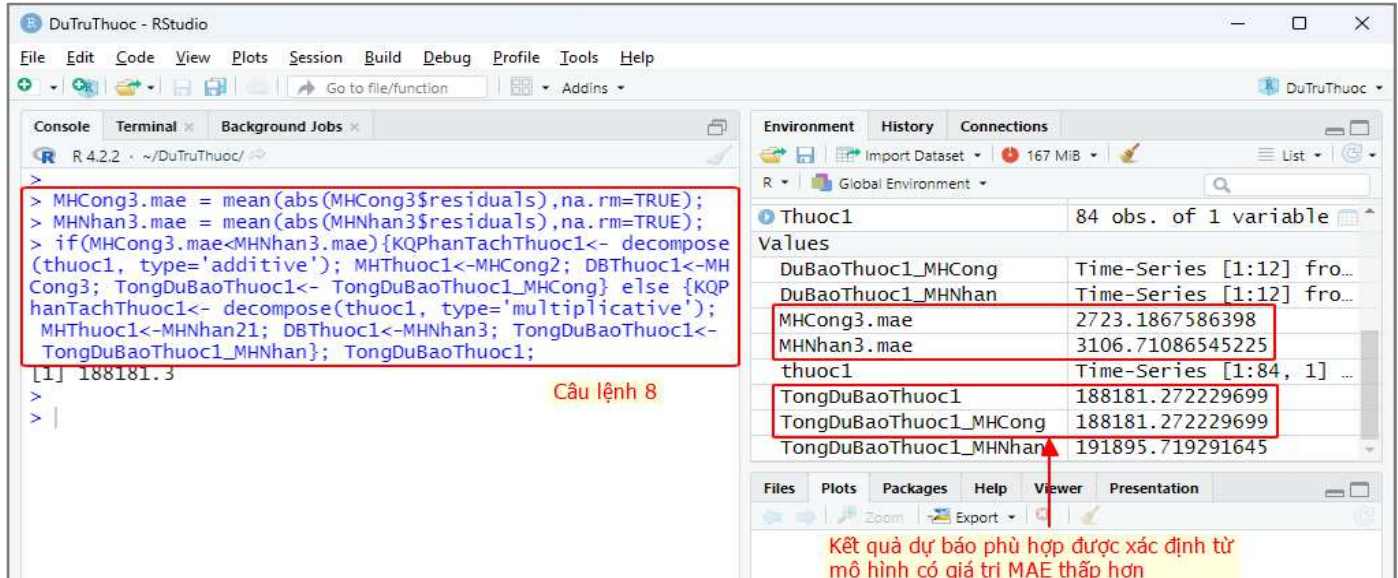 DuTruThuoc - RStudio
File Edit Code View Plots Session Build Debug Profile Tools Help
Go to file/function Addins DuTruThuoc
Console Terminal Background Jobs
R 4.2.2 · ~/DuTruThuoc/
>
> MHCong3.mae = mean(abs(MHCong3$residuals),na.rm=TRUE);
> MHNhan3.mae = mean(abs(MHNhan3$residuals),na.rm=TRUE);
> if(MHCong3.mae<MHNhan3.mae){KQPhanTachThuoc1<- decompose
(thuoc1, type='additive'); MHThuoc1<-MHCong2; DBThuoc1<-MH
Cong3; TongDuBaoThuoc1<- TongDuBaoThuoc1_MHCong} else {KQP
hanTachThuoc1<- decompose(thuoc1, type='multiplicative');
MHThuoc1<-MHNhan21; DBThuoc1<-MHNhan3; TongDuBaoThuoc1<-
TongDuBaoThuoc1_MHNhan}; TongDuBaoThuoc1;
[1] 188181.3
>
>
Câu lệnh 8
Environment History Connections
Import Dataset 167 MiB List
R Global Environment
Thuoc1 84 obs. of 1 variable
Values
DuBaoThuoc1_MHCong Time-Series [1:12] fro…
DuBaoThuoc1_MHNhan Time-Series [1:12] fro…
MHCong3.mae 2723.1867586398
MHNhan3.mae 3106.71086545225
thuoc1 Time-Series [1:84, 1] …
TongDuBaoThuoc1 188181.272229699
TongDuBaoThuoc1_MHCong 188181.272229699
TongDuBaoThuoc1_MHNhan 191895.719291645
Files Plots Packages Help Viewer Presentation
Zoom Export
Kết quả dự báo phù hợp được xác định từ
mô hình có giá trị MAE thấp hơn